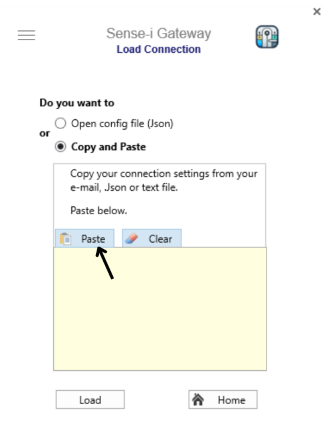 Sense-i Gateway
Load Connection
Do you want to
Open config file (Json)
or
Copy and Paste
Copy your connection settings from your
e-mail, Json or text file.
Paste below.
Paste
Clear
Load
Home